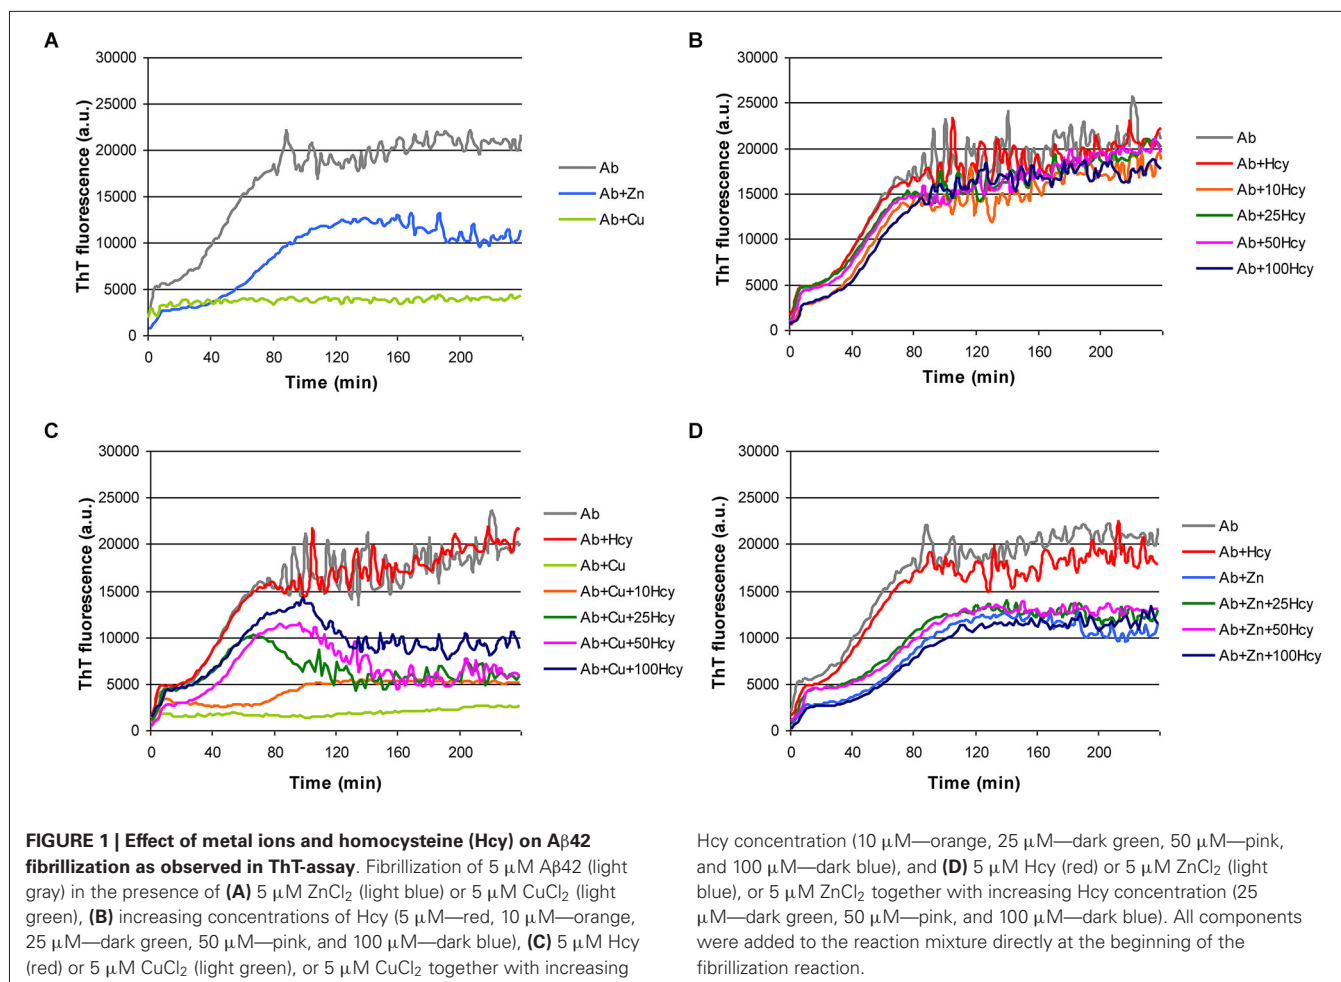 A
30000
25000
20000
15000
10000
5000
0
0 40 80 120 160 200
ThT fluorescence (a.u.)
Time (min)
Ab
Ab+Zn
Ab+Cu
B
30000
25000
20000
15000
10000
5000
0
0 40 80 120 160 200
ThT fluorescence (a.u.)
Time (min)
Ab
Ab+Hcy
Ab+10Hcy
Ab+25Hcy
Ab+50Hcy
Ab+100Hcy
C
30000
25000
20000
15000
10000
5000
0
0 40 80 120 160 200
ThT fluorescence (a.u.)
Time (min)
Ab
Ab+Hcy
Ab+Cu
Ab+Cu+10Hcy
Ab+Cu+25Hcy
Ab+Cu+50Hcy
Ab+Cu+100Hcy
D
30000
25000
20000
15000
10000
5000
0
0 40 80 120 160 200
ThT fluorescence (a.u.)
Time (min)
Ab
Ab+Hcy
Ab+Zn
Ab+Zn+25Hcy
Ab+Zn+50Hcy
Ab+Zn+100Hcy
FIGURE 1 | Effect of metal ions and homocysteine (Hcy) on Aβ42
fibrillization as observed in ThT-assay. Fibrillization of 5 μM Aβ42 (light
gray) in the presence of (A) 5 μM ZnCl₂ (light blue) or 5 μM CuCl₂ (light
green), (B) increasing concentrations of Hcy (5 μM—red, 10 μM—orange,
25 μM—dark green, 50 μM—pink, and 100 μM—dark blue), (C) 5 μM Hcy
(red) or 5 μM CuCl₂ (light green), or 5 μM CuCl₂ together with increasing
Hcy concentration (10 μM—orange, 25 μM—dark green, 50 μM—pink,
and 100 μM—dark blue), and (D) 5 μM Hcy (red) or 5 μM ZnCl₂ (light
blue), or 5 μM ZnCl₂ together with increasing Hcy concentration (25
μM—dark green, 50 μM—pink, and 100 μM—dark blue). All components
were added to the reaction mixture directly at the beginning of the
fibrillization reaction.